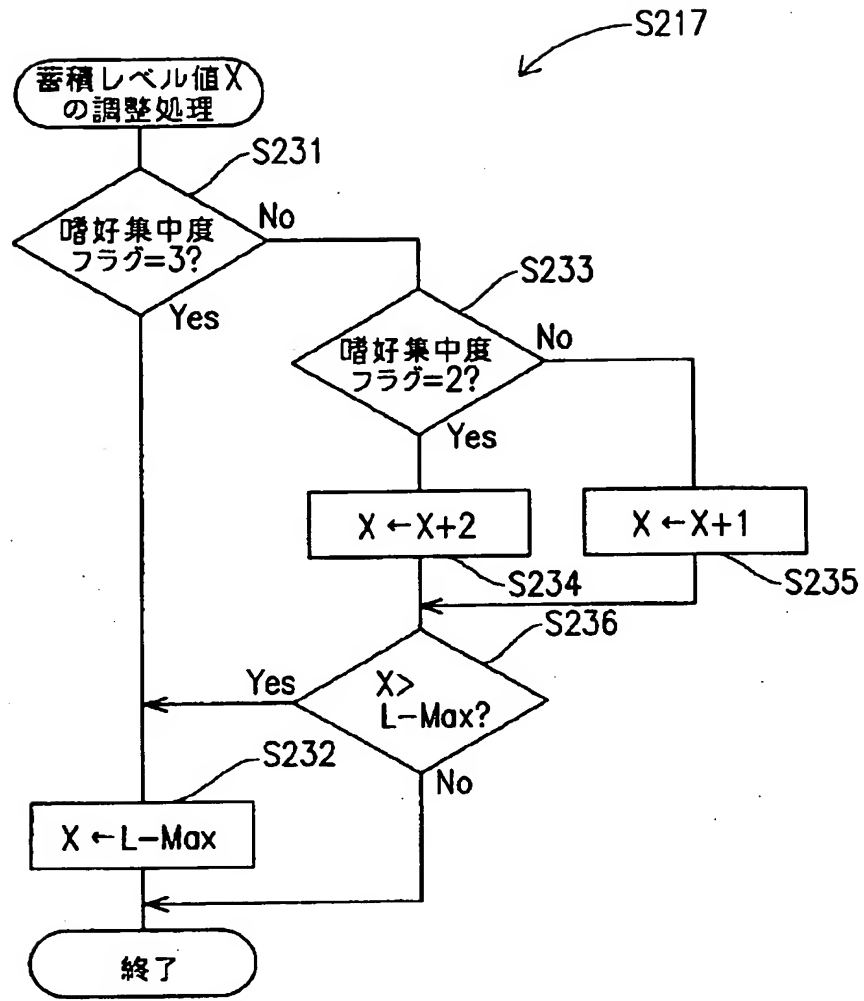 S217
蓄積レベル値X
の調整処理
S231
嗜好集中度
フラグ=3?
No
Yes
S233
嗜好集中度
フラグ=2?
No
Yes
X←X+2
X←X+1
S234
S235
S236
X>
L-Max?
Yes
No
S232
X←L-Max
終了